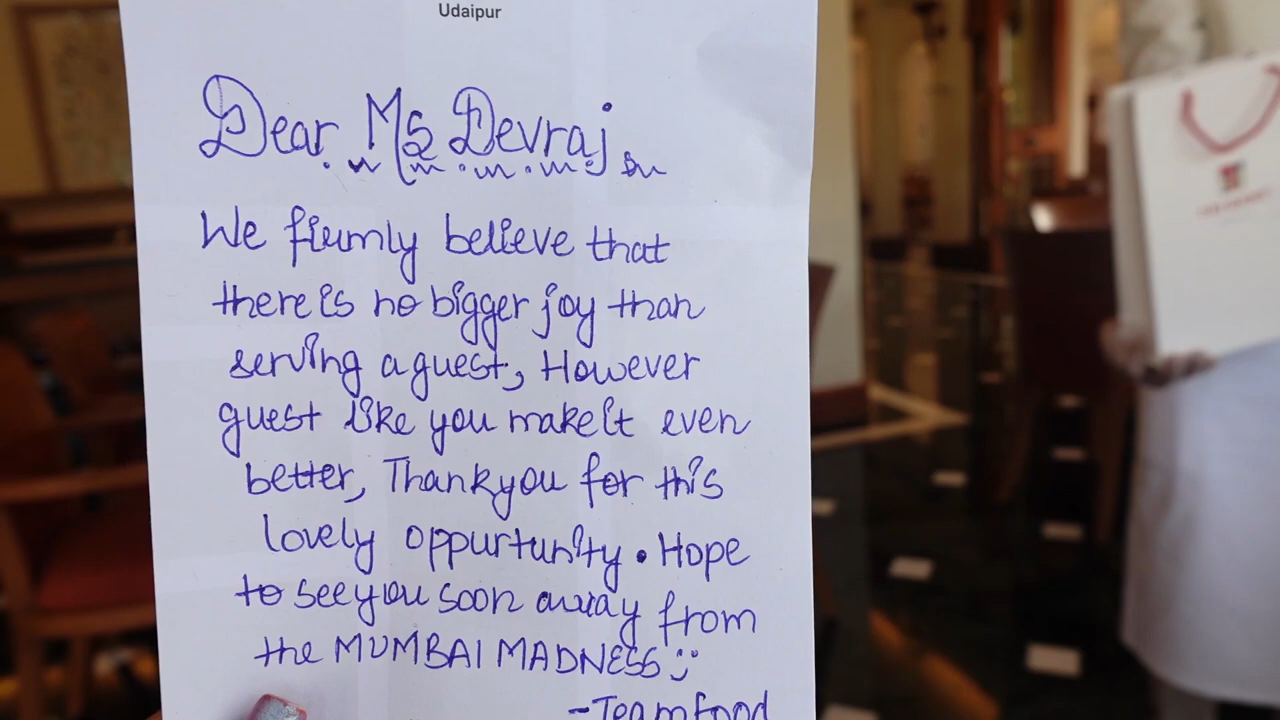 Udaipur
Dear Ms Devraj,
We firmly believe that
there is no bigger joy than
serving a guest, However
guest like you make it even
better, Thankyou for this
lovely oppurtunity. Hope
to see you soon away from
the MUMBAI MADNESS :)
-Team food